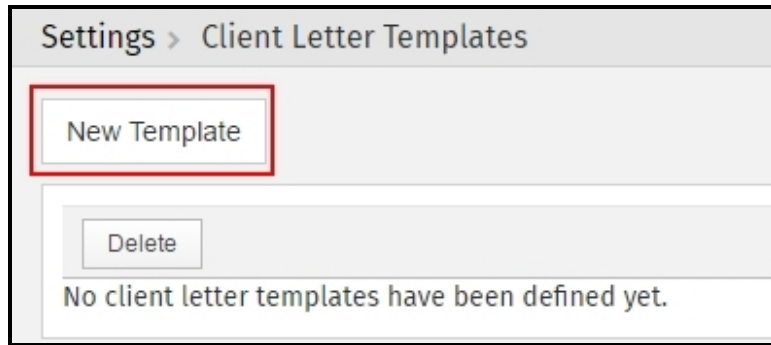 Settings > Client Letter Templates
New Template
Delete
No client letter templates have been defined yet.